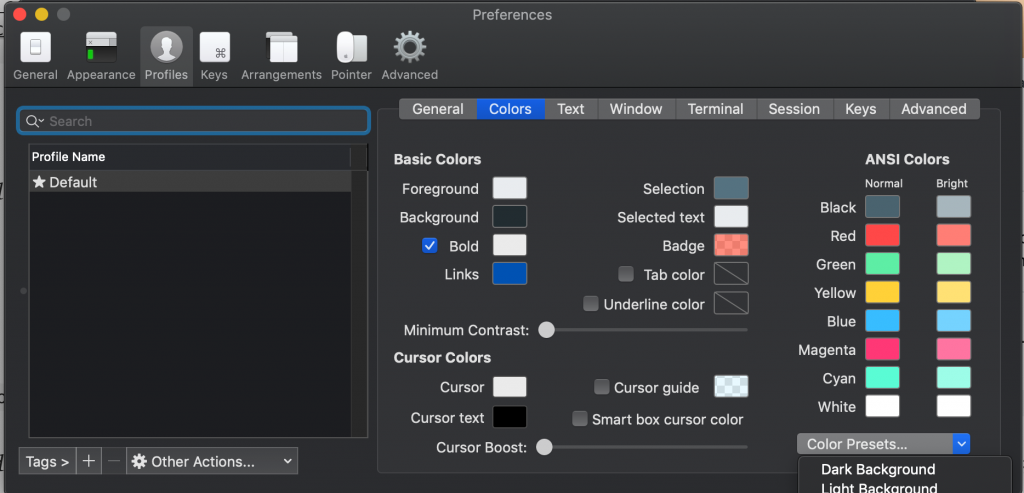 Preferences
General Appearance Profiles Keys Arrangements Pointer Advanced
General Colors Text Window Terminal Session Keys Advanced
Search
Profile Name
Default
Tags > + − Other Actions...
Basic Colors
Foreground
Background
Bold
Links
Selection
Selected text
Badge
Tab color
Underline color
Minimum Contrast:
Cursor Colors
Cursor
Cursor text
Cursor guide
Smart box cursor color
Cursor Boost:
ANSI Colors
Normal Bright
Black
Red
Green
Yellow
Blue
Magenta
Cyan
White
Color Presets...
Dark Background
Light Background